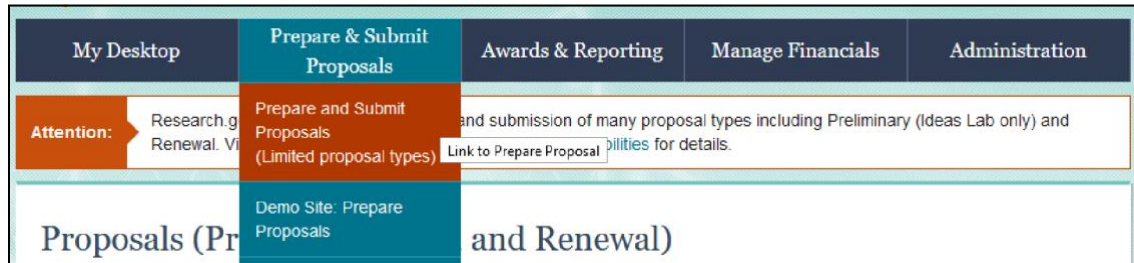 My Desktop
Prepare & Submit
Proposals
Awards & Reporting
Manage Financials
Administration
Attention:
Research.g
Renewal. Vi
Prepare and Submit
Proposals
(Limited proposal types)
and submission of many proposal types including Preliminary (Ideas Lab only) and
Link to Prepare Proposal
bilities for details.
Demo Site: Prepare
Proposals
Proposals (Pr
and Renewal)